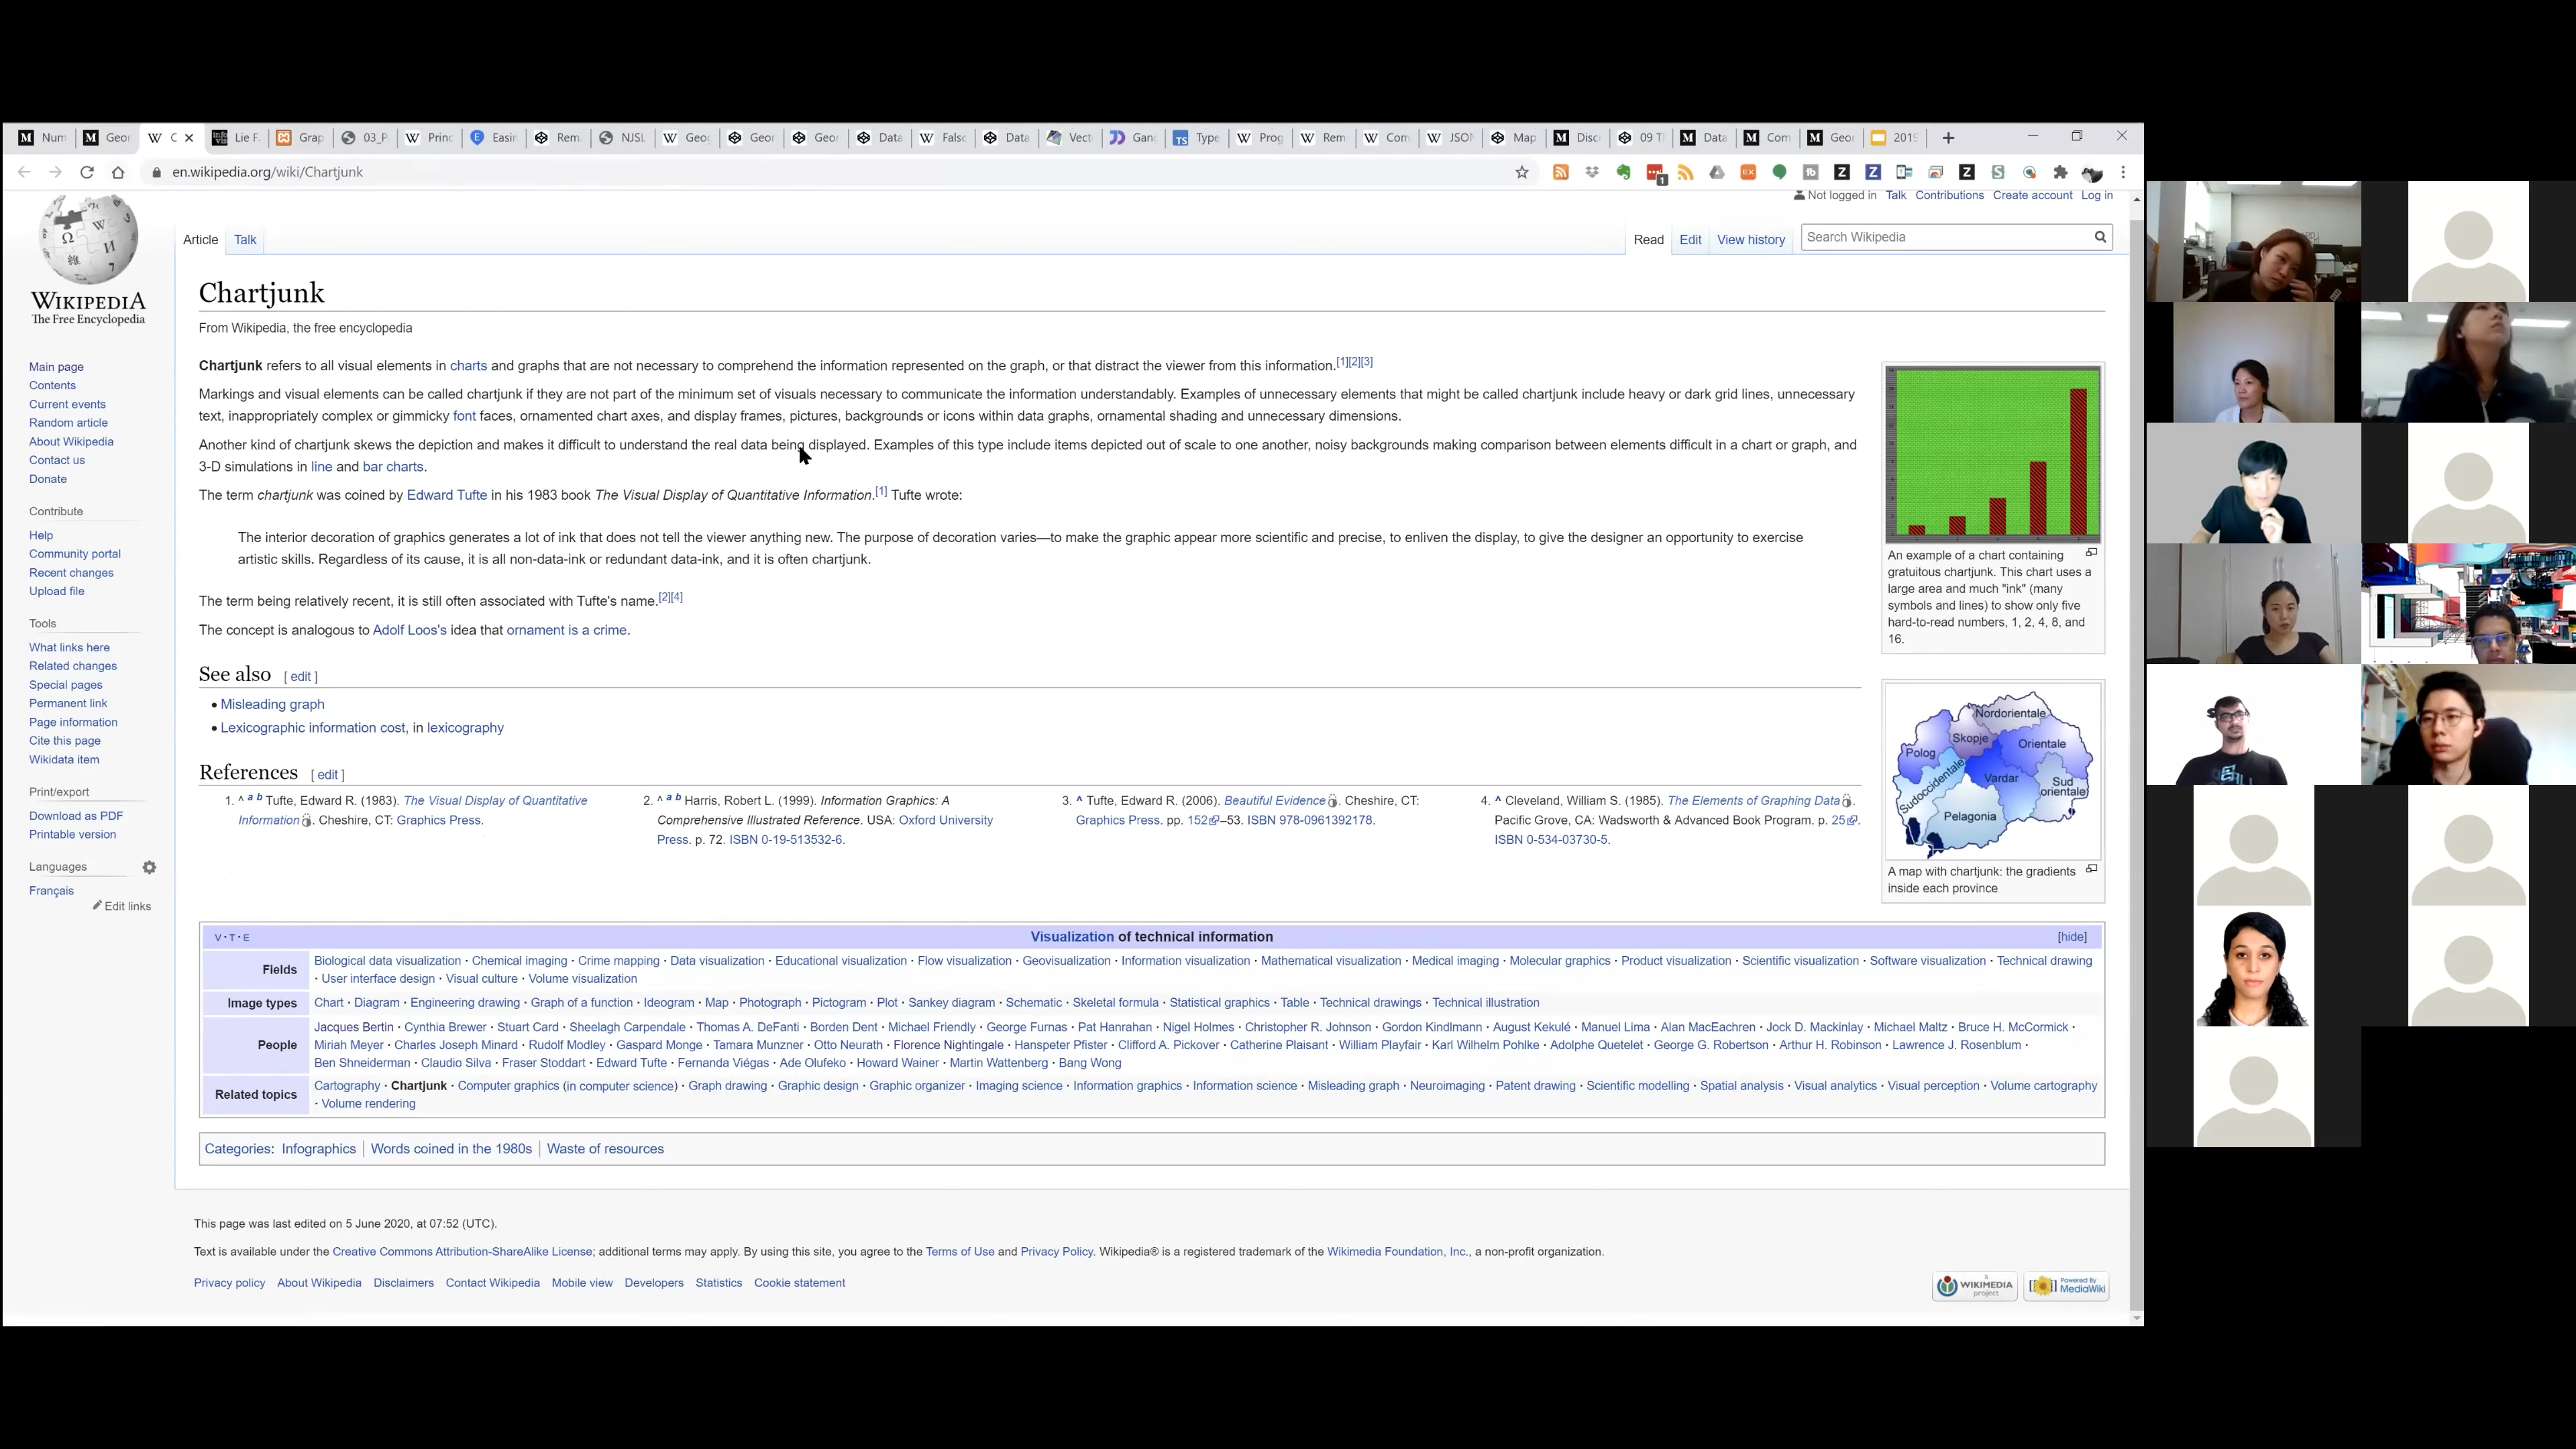 Num
Geor
C
Lie F
Grap
03_P
Princ
Easin
Rem
NJSL
Geog
Geor
Geor
Data
Falsc
Data
Vect
Gang
Type
Prog
Rem
Com
JSON
Map
Disc
09 T
Data
Com
Geor
2019
en.wikipedia.org/wiki/Chartjunk
Not logged in Talk Contributions Create account Log in
WIKIPEDIA
The Free Encyclopedia
Article Talk
Read Edit View history
Search Wikipedia
Main page
Contents
Current events
Random article
About Wikipedia
Contact us
Donate
Contribute
Help
Community portal
Recent changes
Upload file
Tools
What links here
Related changes
Special pages
Permanent link
Page information
Cite this page
Wikidata item
Print/export
Download as PDF
Printable version
Languages
Français
Edit links
Chartjunk
From Wikipedia, the free encyclopedia
Chartjunk refers to all visual elements in charts and graphs that are not necessary to comprehend the information represented on the graph, or that distract the viewer from this information.[1][2][3]
Markings and visual elements can be called chartjunk if they are not part of the minimum set of visuals necessary to communicate the information understandably. Examples of unnecessary elements that might be called chartjunk include heavy or dark grid lines, unnecessary
text, inappropriately complex or gimmicky font faces, ornamented chart axes, and display frames, pictures, backgrounds or icons within data graphs, ornamental shading and unnecessary dimensions.
Another kind of chartjunk skews the depiction and makes it difficult to understand the real data being displayed. Examples of this type include items depicted out of scale to one another, noisy backgrounds making comparison between elements difficult in a chart or graph, and
3-D simulations in line and bar charts.
The term chartjunk was coined by Edward Tufte in his 1983 book The Visual Display of Quantitative Information.[1] Tufte wrote:
The interior decoration of graphics generates a lot of ink that does not tell the viewer anything new. The purpose of decoration varies—to make the graphic appear more scientific and precise, to enliven the display, to give the designer an opportunity to exercise
artistic skills. Regardless of its cause, it is all non-data-ink or redundant data-ink, and it is often chartjunk.
The term being relatively recent, it is still often associated with Tufte's name.[2][4]
The concept is analogous to Adolf Loos's idea that ornament is a crime.
An example of a chart containing
gratuitous chartjunk. This chart uses a
large area and much "ink" (many
symbols and lines) to show only five
hard-to-read numbers, 1, 2, 4, 8, and
16.
Nordorientale
Skopje
Polog
Orientale
Vardar
Sudoccidentale
Sud
orientale
Pelagonia
A map with chartjunk: the gradients
inside each province
See also [ edit ]
• Misleading graph
• Lexicographic information cost, in lexicography
References [ edit ]
1. ^ a b Tufte, Edward R. (1983). The Visual Display of Quantitative
Information. Cheshire, CT: Graphics Press.
2. ^ a b Harris, Robert L. (1999). Information Graphics: A
Comprehensive Illustrated Reference. USA: Oxford University
Press. p. 72. ISBN 0-19-513532-6.
3. ^ Tufte, Edward R. (2006). Beautiful Evidence. Cheshire, CT:
Graphics Press. pp. 152–53. ISBN 978-0961392178.
4. ^ Cleveland, William S. (1985). The Elements of Graphing Data.
Pacific Grove, CA: Wadsworth & Advanced Book Program. p. 25.
ISBN 0-534-03730-5.
V · T · E
Visualization of technical information
[hide]
Fields
Biological data visualization · Chemical imaging · Crime mapping · Data visualization · Educational visualization · Flow visualization · Geovisualization · Information visualization · Mathematical visualization · Medical imaging · Molecular graphics · Product visualization · Scientific visualization · Software visualization · Technical drawing
· User interface design · Visual culture · Volume visualization
Image types
Chart · Diagram · Engineering drawing · Graph of a function · Ideogram · Map · Photograph · Pictogram · Plot · Sankey diagram · Schematic · Skeletal formula · Statistical graphics · Table · Technical drawings · Technical illustration
People
Jacques Bertin · Cynthia Brewer · Stuart Card · Sheelagh Carpendale · Thomas A. DeFanti · Borden Dent · Michael Friendly · George Furnas · Pat Hanrahan · Nigel Holmes · Christopher R. Johnson · Gordon Kindlmann · August Kekulé · Manuel Lima · Alan MacEachren · Jock D. Mackinlay · Michael Maltz · Bruce H. McCormick ·
Miriah Meyer · Charles Joseph Minard · Rudolf Modley · Gaspard Monge · Tamara Munzner · Otto Neurath · Florence Nightingale · Hanspeter Pfister · Clifford A. Pickover · Catherine Plaisant · William Playfair · Karl Wilhelm Pohlke · Adolphe Quetelet · George G. Robertson · Arthur H. Robinson · Lawrence J. Rosenblum ·
Ben Shneiderman · Claudio Silva · Fraser Stoddart · Edward Tufte · Fernanda Viégas · Ade Olufeko · Howard Wainer · Martin Wattenberg · Bang Wong
Related topics
Cartography · Chartjunk · Computer graphics (in computer science) · Graph drawing · Graphic design · Graphic organizer · Imaging science · Information graphics · Information science · Misleading graph · Neuroimaging · Patent drawing · Scientific modelling · Spatial analysis · Visual analytics · Visual perception · Volume cartography
· Volume rendering
Categories: Infographics | Words coined in the 1980s | Waste of resources
This page was last edited on 5 June 2020, at 07:52 (UTC).
Text is available under the Creative Commons Attribution-ShareAlike License; additional terms may apply. By using this site, you agree to the Terms of Use and Privacy Policy. Wikipedia® is a registered trademark of the Wikimedia Foundation, Inc., a non-profit organization.
Privacy policy About Wikipedia Disclaimers Contact Wikipedia Mobile view Developers Statistics Cookie statement
a WIKIMEDIA project
Powered By MediaWiki